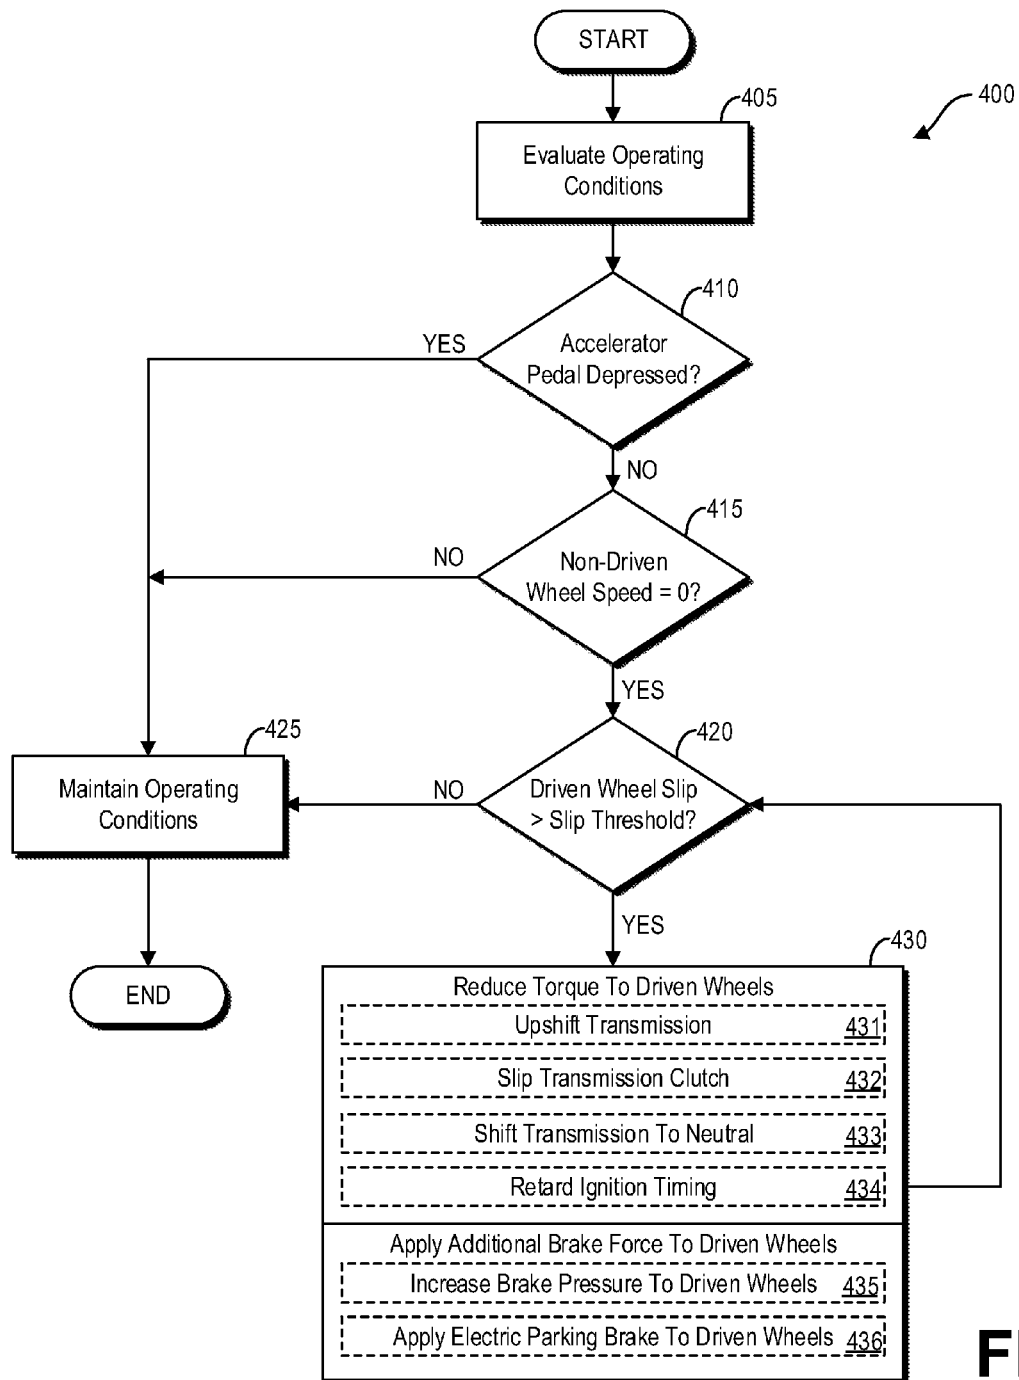 START
400
405
Evaluate Operating
Conditions
410
YES
Accelerator
Pedal Depressed?
NO
415
NO
Non-Driven
Wheel Speed = 0?
YES
425
420
Maintain Operating
Conditions
NO
Driven Wheel Slip
> Slip Threshold?
YES
430
END
Reduce Torque To Driven Wheels
Upshift Transmission 431
Slip Transmission Clutch 432
Shift Transmission To Neutral 433
Retard Ignition Timing 434
Apply Additional Brake Force To Driven Wheels
Increase Brake Pressure To Driven Wheels 435
Apply Electric Parking Brake To Driven Wheels 436